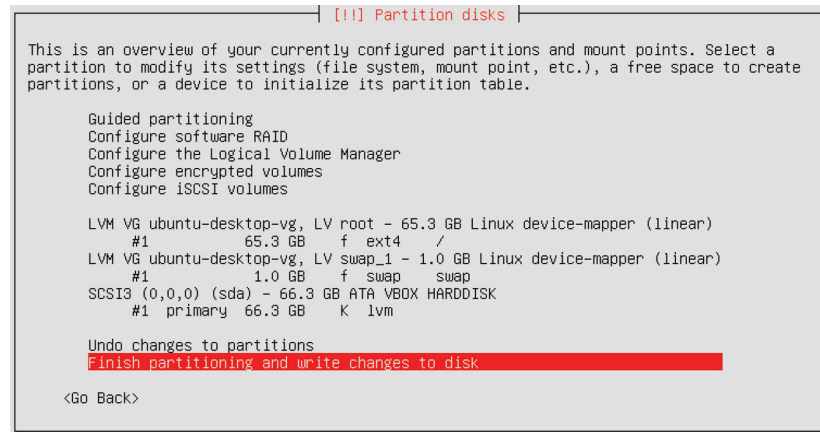 [!!] Partition disks
This is an overview of your currently configured partitions and mount points. Select a
partition to modify its settings (file system, mount point, etc.), a free space to create
partitions, or a device to initialize its partition table.
Guided partitioning
Configure software RAID
Configure the Logical Volume Manager
Configure encrypted volumes
Configure iSCSI volumes
LVM VG ubuntu-desktop-vg, LV root - 65.3 GB Linux device-mapper (linear)
#1 65.3 GB f ext4 /
LVM VG ubuntu-desktop-vg, LV swap_1 - 1.0 GB Linux device-mapper (linear)
#1 1.0 GB f swap swap
SCSI3 (0,0,0) (sda) - 66.3 GB ATA VBOX HARDDISK
#1 primary 66.3 GB K lvm
Undo changes to partitions
Finish partitioning and write changes to disk
<Go Back>